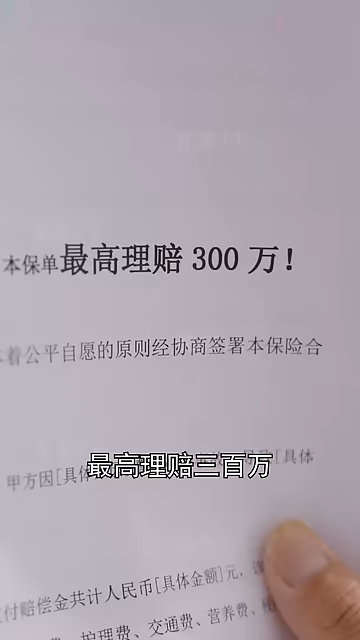 本保单最高理赔 300 万！
着公平自愿的原则经协商签署本保险合
甲方因[具体
[具体
最高理赔三百万
付赔偿金共计人民币[具体金额]元，
护理费、交通费、营养费、